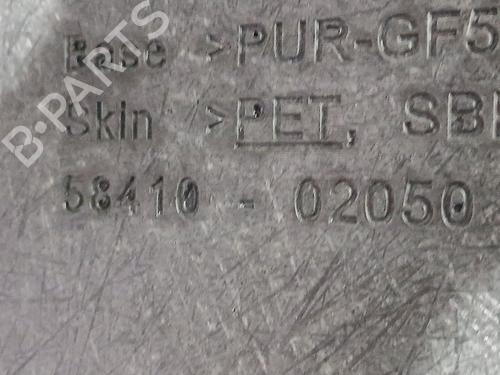 Base >PUR-GF5
Skin >PET, SB
58410 - 02050
B-PARTS